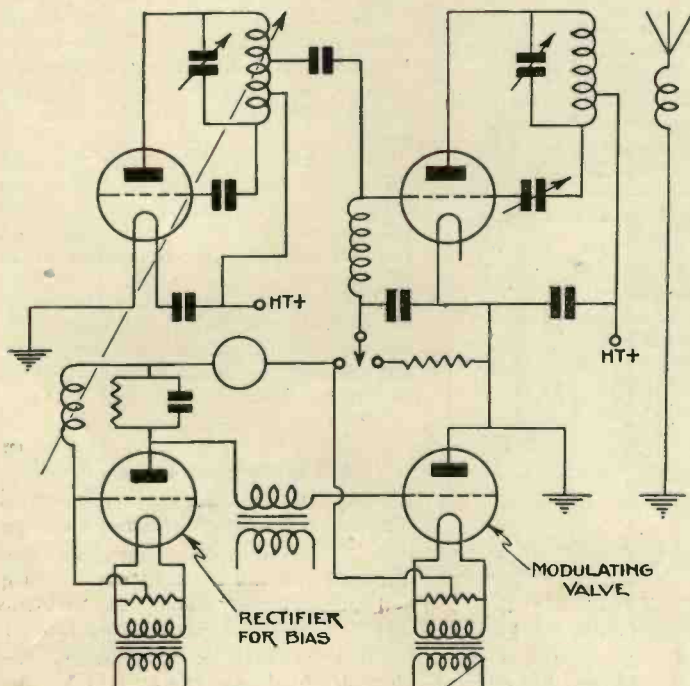 HT+
HT+
RECTIFIER
FOR BIAS
MODULATING
VALVE